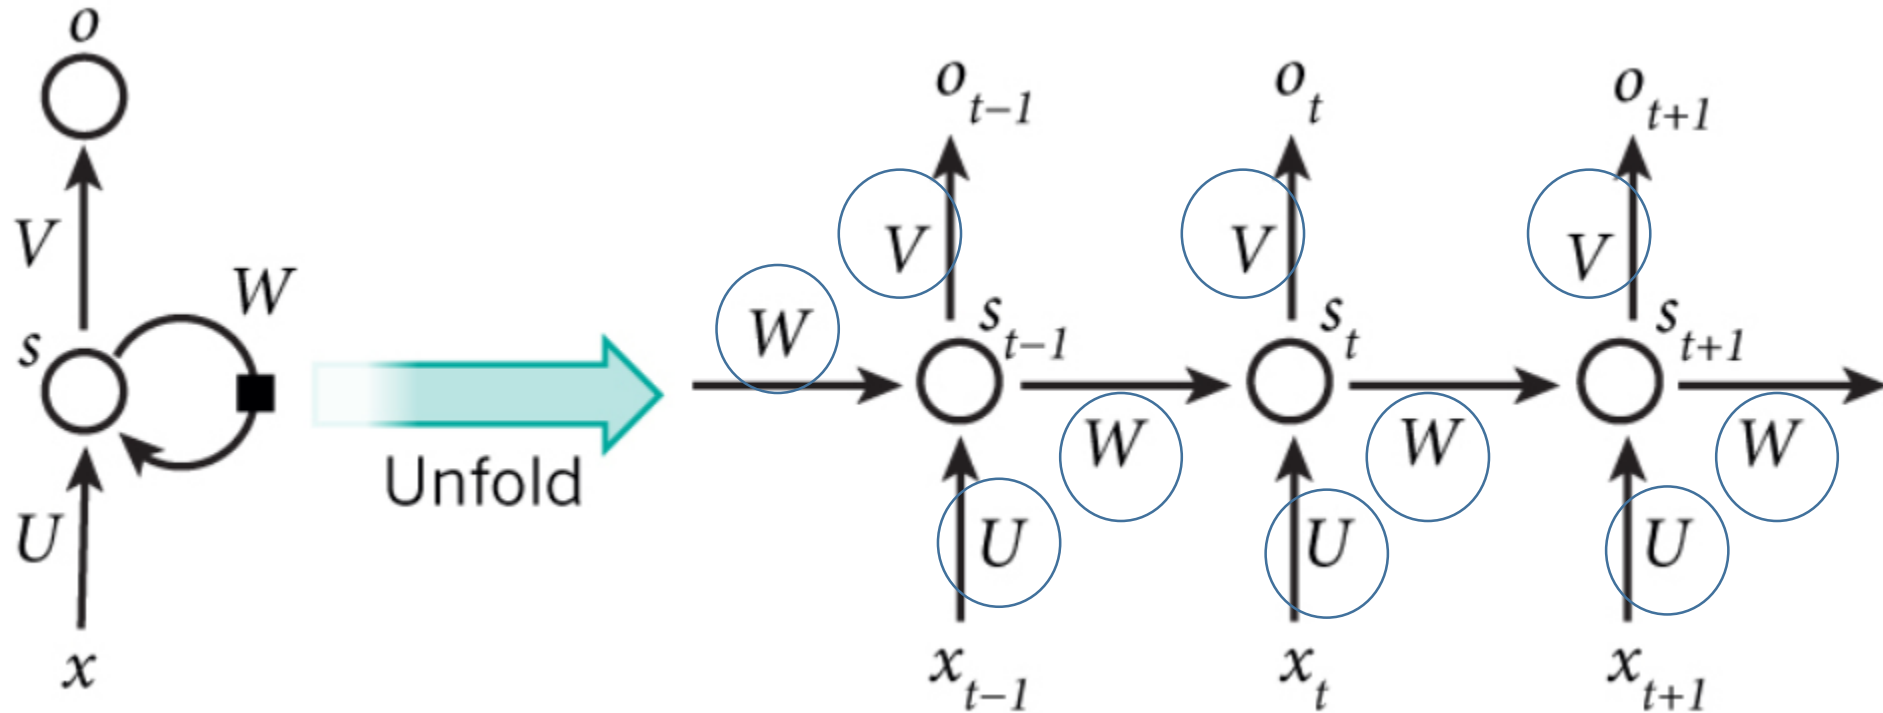 o
V
W
s
U
x
Unfold
o t−1
o t
o t+1
V
V
V
W
s t−1
s t
s t+1
W
W
W
U
U
U
x t−1
x t
x t+1